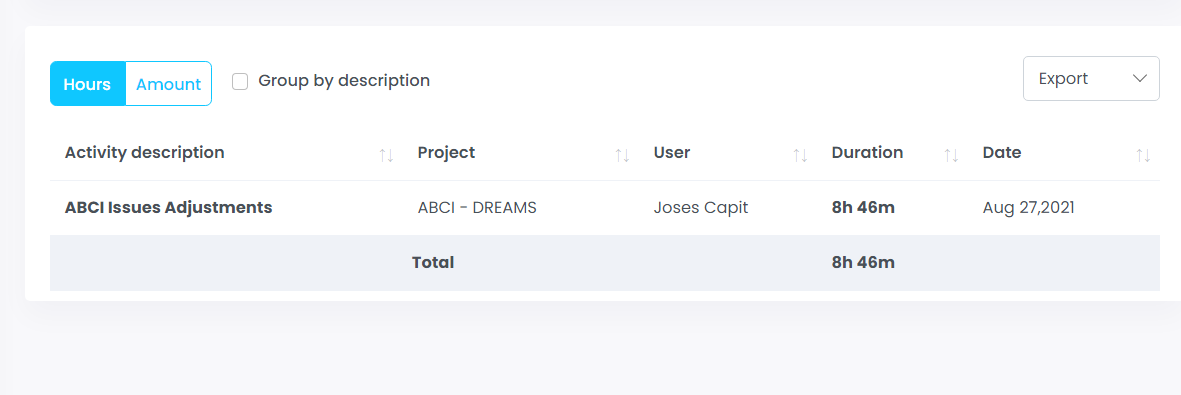 Hours Amount Group by description Export
Activity description Project User Duration Date
ABCI Issues Adjustments ABCI - DREAMS Joses Capit 8h 46m Aug 27,2021
Total 8h 46m